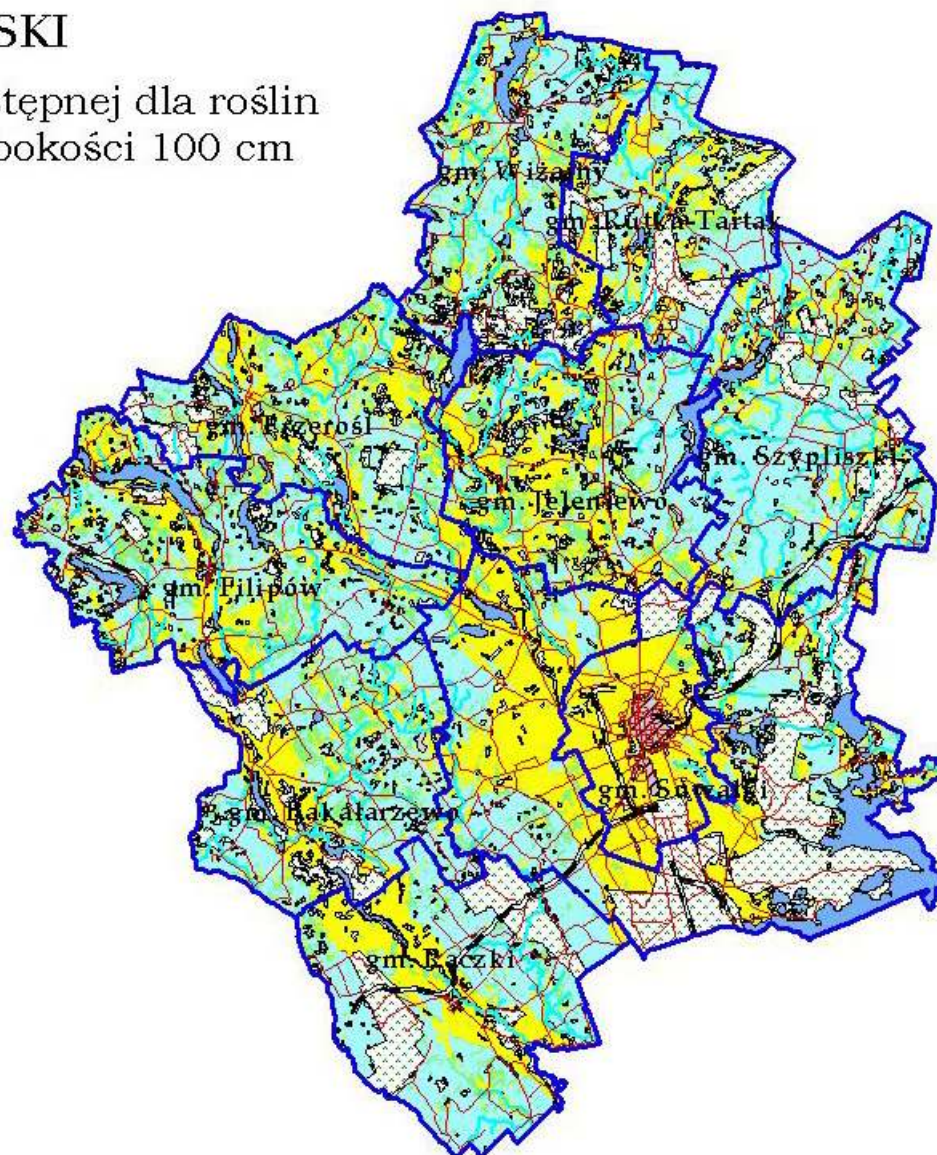 SKI
tępnej dla roślin
bokości 100 cm
gm. Wiżajny
gm. Rutka-Tartak
gm. Przerośl
gm. Szypliszki
gm. Jeleniewo
gm. Filipów
gm. Suwałki
gm. Bakałarzewo
gm. Raczki